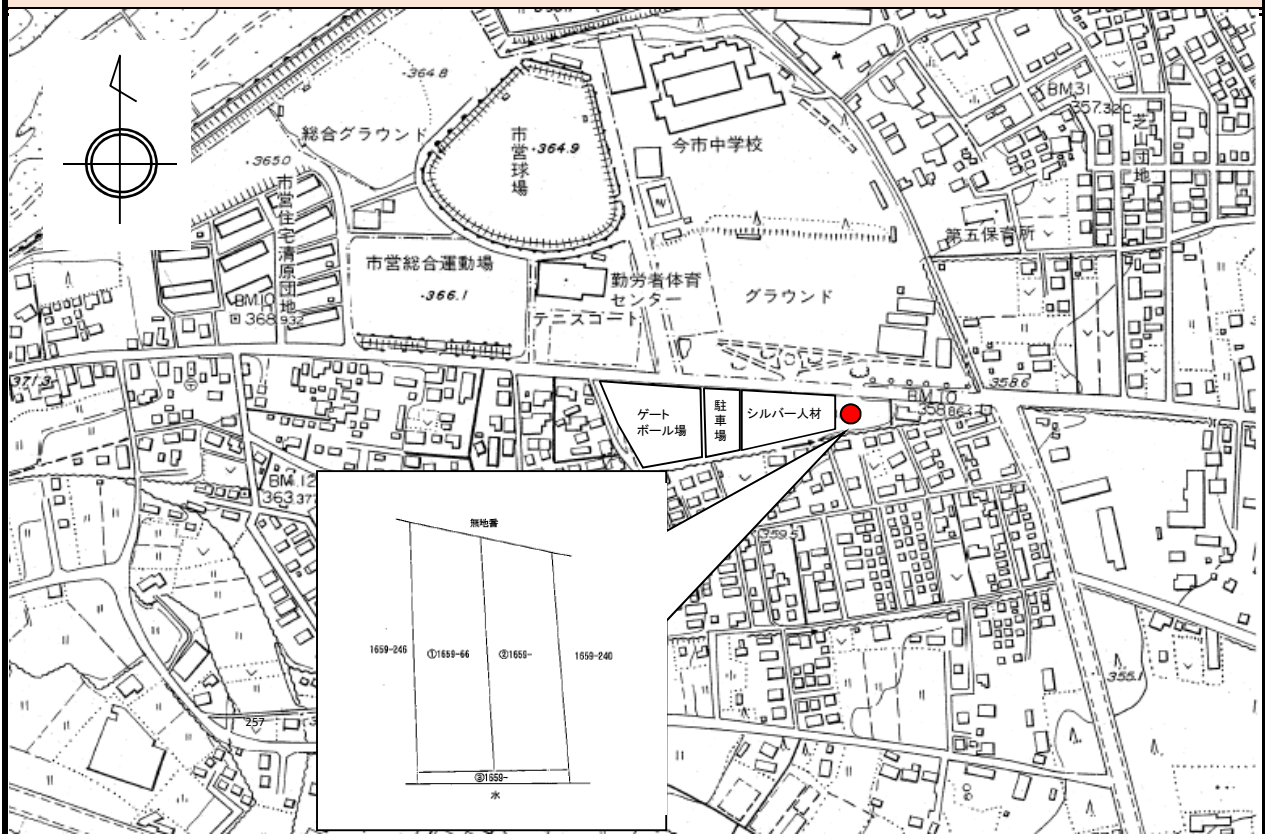 ・364.8
総合グラウンド
・365.0
市営球場
・364.9
今市中学校
BM.31
357.320
芝山団地
第五保育所
市営住宅清原団地
市営総合運動場
・366.1
勤労者体育
センター
テニスコート
グラウンド
BM.10
368.932
371.3
358.6
BM.10
358.864
ゲート
ボール場
駐車場
シルバー人材
BM.12
363.377
359.5
355.1
257
無地番
1659-246
①1659-66
②1659-
1659-240
③1659-
水